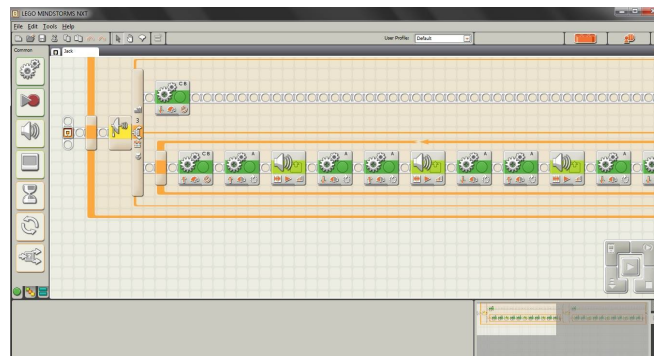 LEGO MINDSTORMS NXT
File Edit Tools Help
User Profile: Default
Common
Jack
C B
3
C B A A A A A A